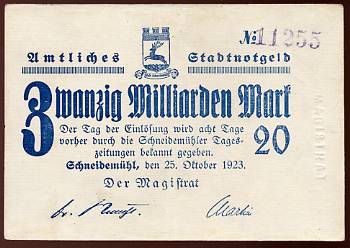 № 11255
Amtliches Stadtnotgeld
Zwanzig Milliarden Mark
Der Tag der Einlösung wird acht Tage
vorher durch die Schneidemühler Tages-
zeitungen bekannt gegeben.
20
Schneidemühl, den 25. Oktober 1923.
Der Magistrat